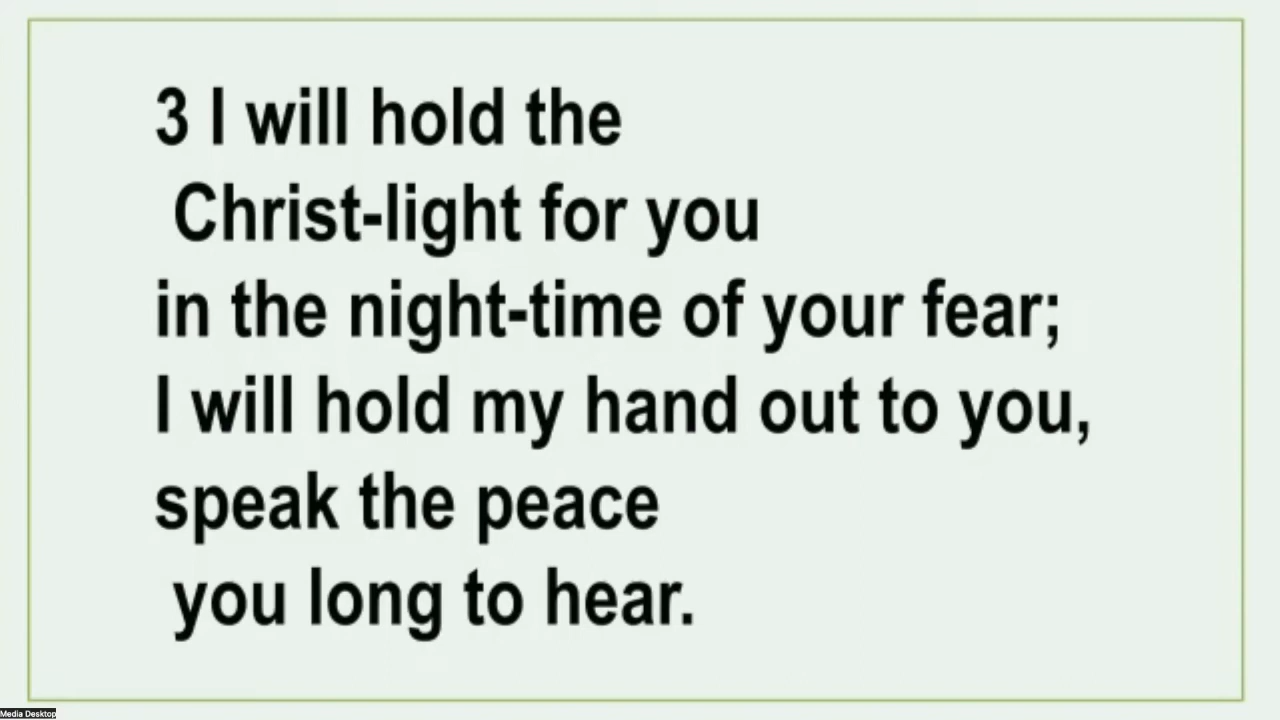 3 I will hold the
Christ-light for you
in the night-time of your fear;
I will hold my hand out to you,
speak the peace
you long to hear.
Media Desktop